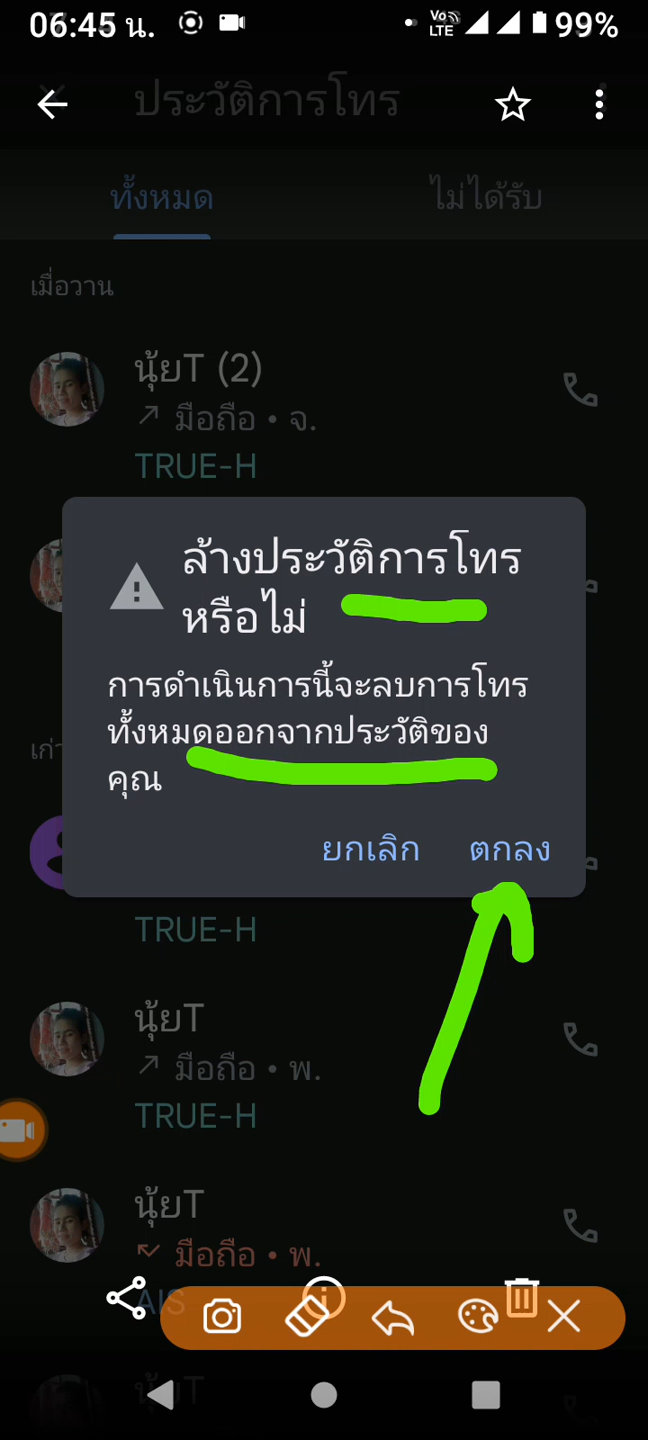 06:45 น.
Vo LTE
99%
ประวัติการโทร
ทั้งหมด
ไม่ได้รับ
เมื่อวาน
นุ้ยT (2)
มือถือ • จ.
TRUE-H
ล้างประวัติการโทร
หรือไม่
การดำเนินการนี้จะลบการโทร
ทั้งหมดออกจากประวัติของ
คุณ
ยกเลิก
ตกลง
TRUE-H
นุ้ยT
มือถือ • พ.
TRUE-H
นุ้ยT
มือถือ • พ.
AIS
นุ้ยT